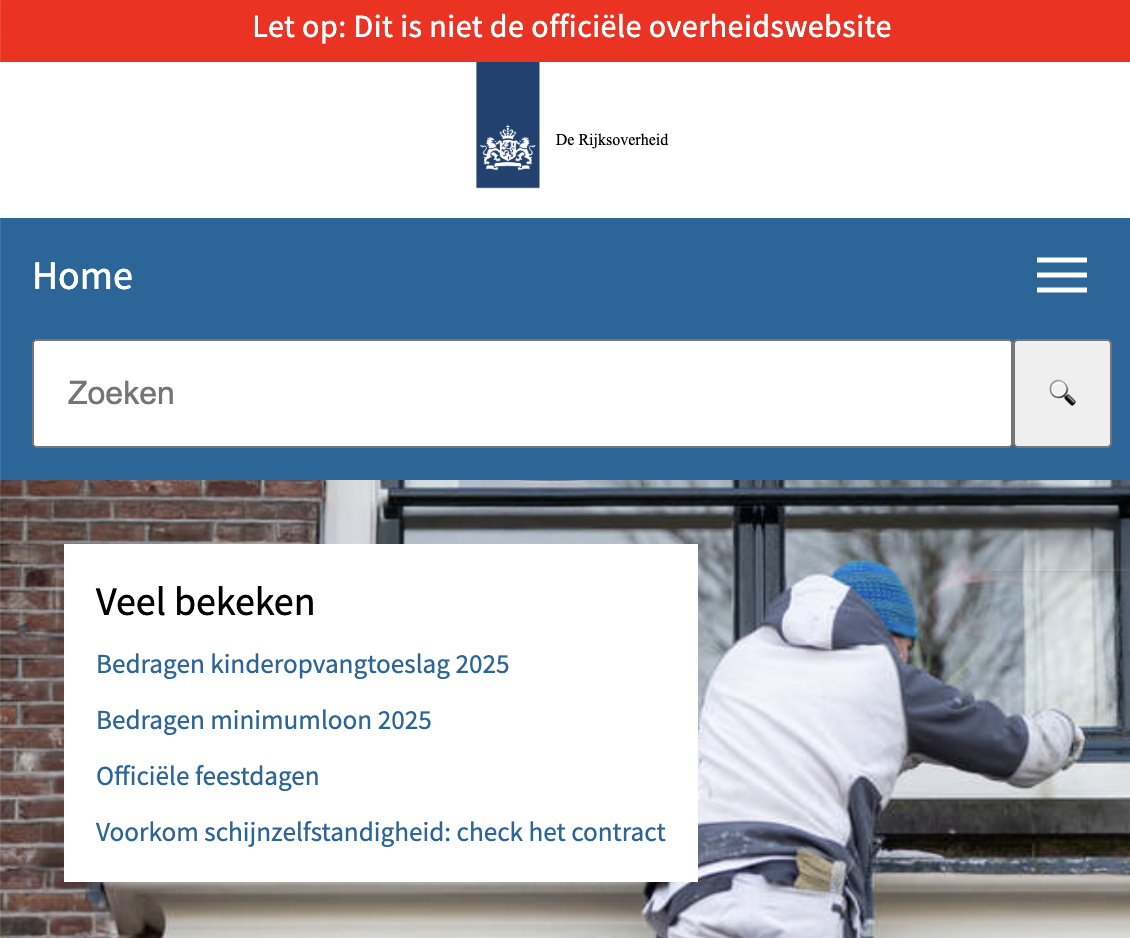 Let op: Dit is niet de officiële overheidswebsite
De Rijksoverheid
Home
Zoeken
Veel bekeken
Bedragen kinderopvangtoeslag 2025
Bedragen minimumloon 2025
Officiële feestdagen
Voorkom schijnzelfstandigheid: check het contract